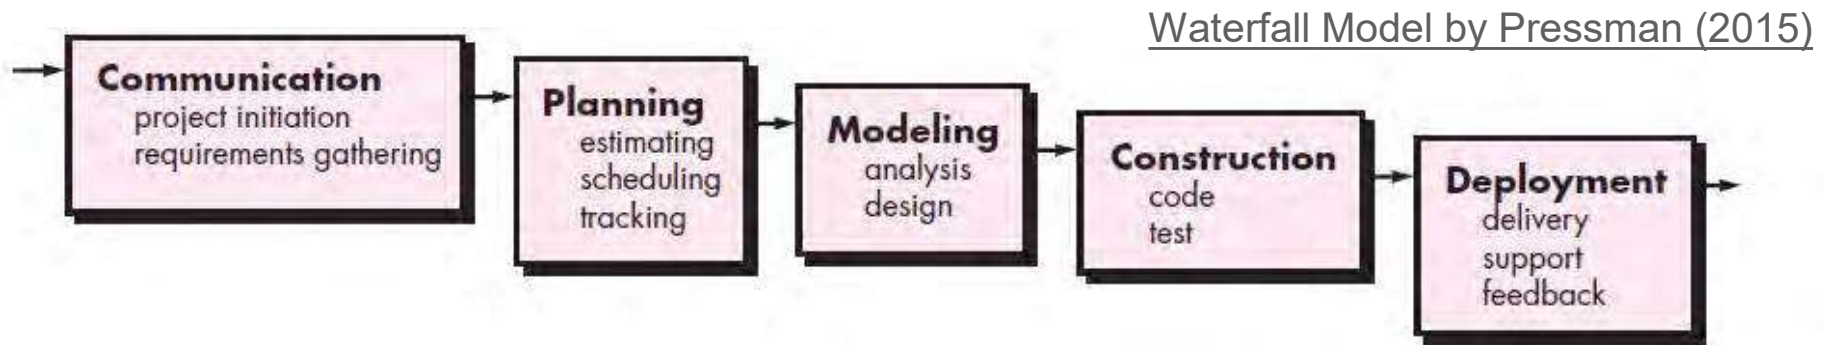 Waterfall Model by Pressman (2015)
Communication
project initiation
requirements gathering
Planning
estimating
scheduling
tracking
Modeling
analysis
design
Construction
code
test
Deployment
delivery
support
feedback